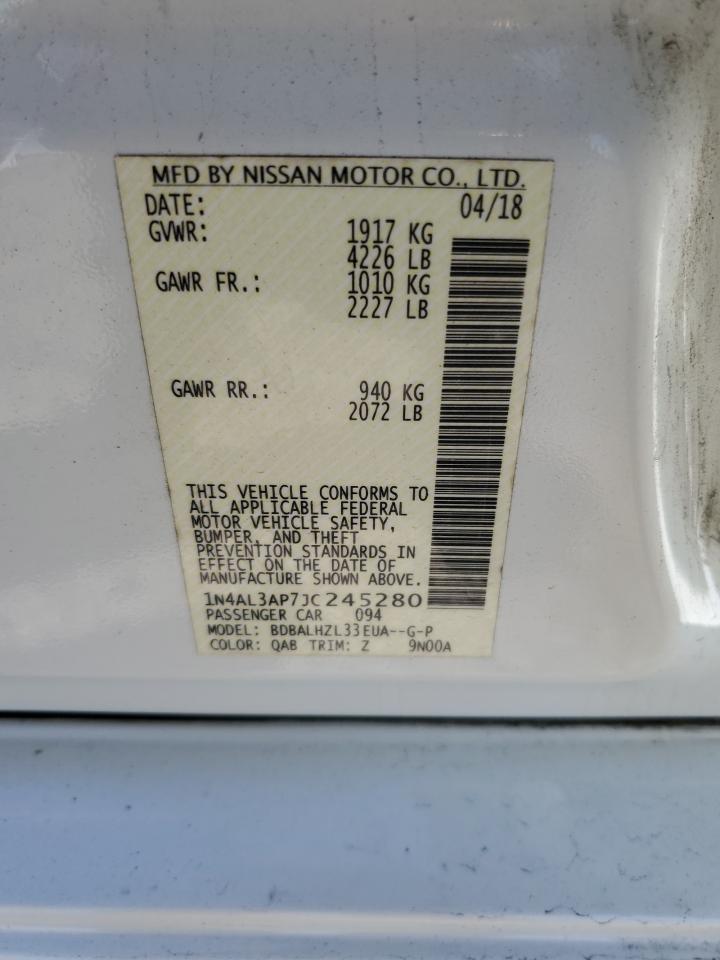 MFD BY NISSAN MOTOR CO., LTD.
DATE: 04/18
GVWR: 1917 KG
4226 LB
GAWR FR.: 1010 KG
2227 LB
GAWR RR.: 940 KG
2072 LB
THIS VEHICLE CONFORMS TO
ALL APPLICABLE FEDERAL
MOTOR VEHICLE SAFETY,
BUMPER, AND THEFT
PREVENTION STANDARDS IN
EFFECT ON THE DATE OF
MANUFACTURE SHOWN ABOVE.
1N4AL3AP7JC245280
PASSENGER CAR 094
MODEL: BDBALHZL33EUA--G-P
COLOR: QAB TRIM: Z 9N00A